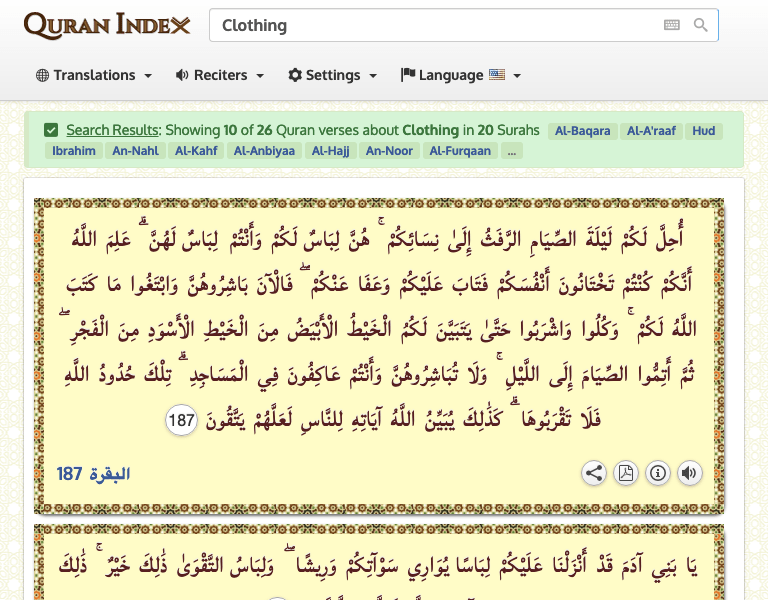 QURAN INDEX
Clothing
Translations Reciters Settings Language
Search Results: Showing 10 of 26 Quran verses about Clothing in 20 Surahs Al-Baqara Al-A'raaf Hud
Ibrahim An-Nahl Al-Kahf Al-Anbiyaa Al-Hajj An-Noor Al-Furqaan ...
أُحِلَّ لَكُمْ لَيْلَةَ الصِّيَامِ الرَّفَثُ إِلَىٰ نِسَائِكُمْ ۚ هُنَّ لِبَاسٌ لَكُمْ وَأَنْتُمْ لِبَاسٌ لَهُنَّ ۗ عَلِمَ اللَّهُ
أَنَّكُمْ كُنْتُمْ تَخْتَانُونَ أَنْفُسَكُمْ فَتَابَ عَلَيْكُمْ وَعَفَا عَنْكُمْ ۖ فَالْآنَ بَاشِرُوهُنَّ وَابْتَغُوا مَا كَتَبَ
اللَّهُ لَكُمْ ۚ وَكُلُوا وَاشْرَبُوا حَتَّىٰ يَتَبَيَّنَ لَكُمُ الْخَيْطُ الْأَبْيَضُ مِنَ الْخَيْطِ الْأَسْوَدِ مِنَ الْفَجْرِ ۖ
ثُمَّ أَتِمُّوا الصِّيَامَ إِلَى اللَّيْلِ ۚ وَلَا تُبَاشِرُوهُنَّ وَأَنْتُمْ عَاكِفُونَ فِي الْمَسَاجِدِ ۗ تِلْكَ حُدُودُ اللَّهِ
فَلَا تَقْرَبُوهَا ۗ كَذَٰلِكَ يُبَيِّنُ اللَّهُ آيَاتِهِ لِلنَّاسِ لَعَلَّهُمْ يَتَّقُونَ 187
البقرة 187
يَا بَنِي آدَمَ قَدْ أَنْزَلْنَا عَلَيْكُمْ لِبَاسًا يُوَارِي سَوْآتِكُمْ وَرِيشًا ۖ وَلِبَاسُ التَّقْوَىٰ ذَٰلِكَ خَيْرٌ ۚ ذَٰلِكَ